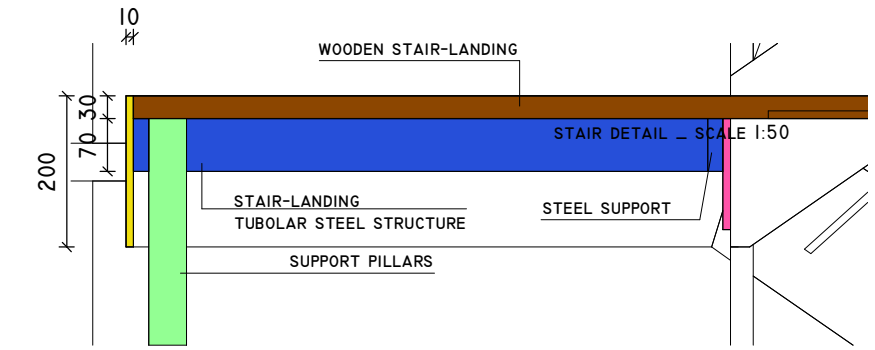 10
WOODEN STAIR-LANDING
30
70
200
STAIR DETAIL _ SCALE 1:50
STAIR-LANDING
TUBOLAR STEEL STRUCTURE
STEEL SUPPORT
SUPPORT PILLARS